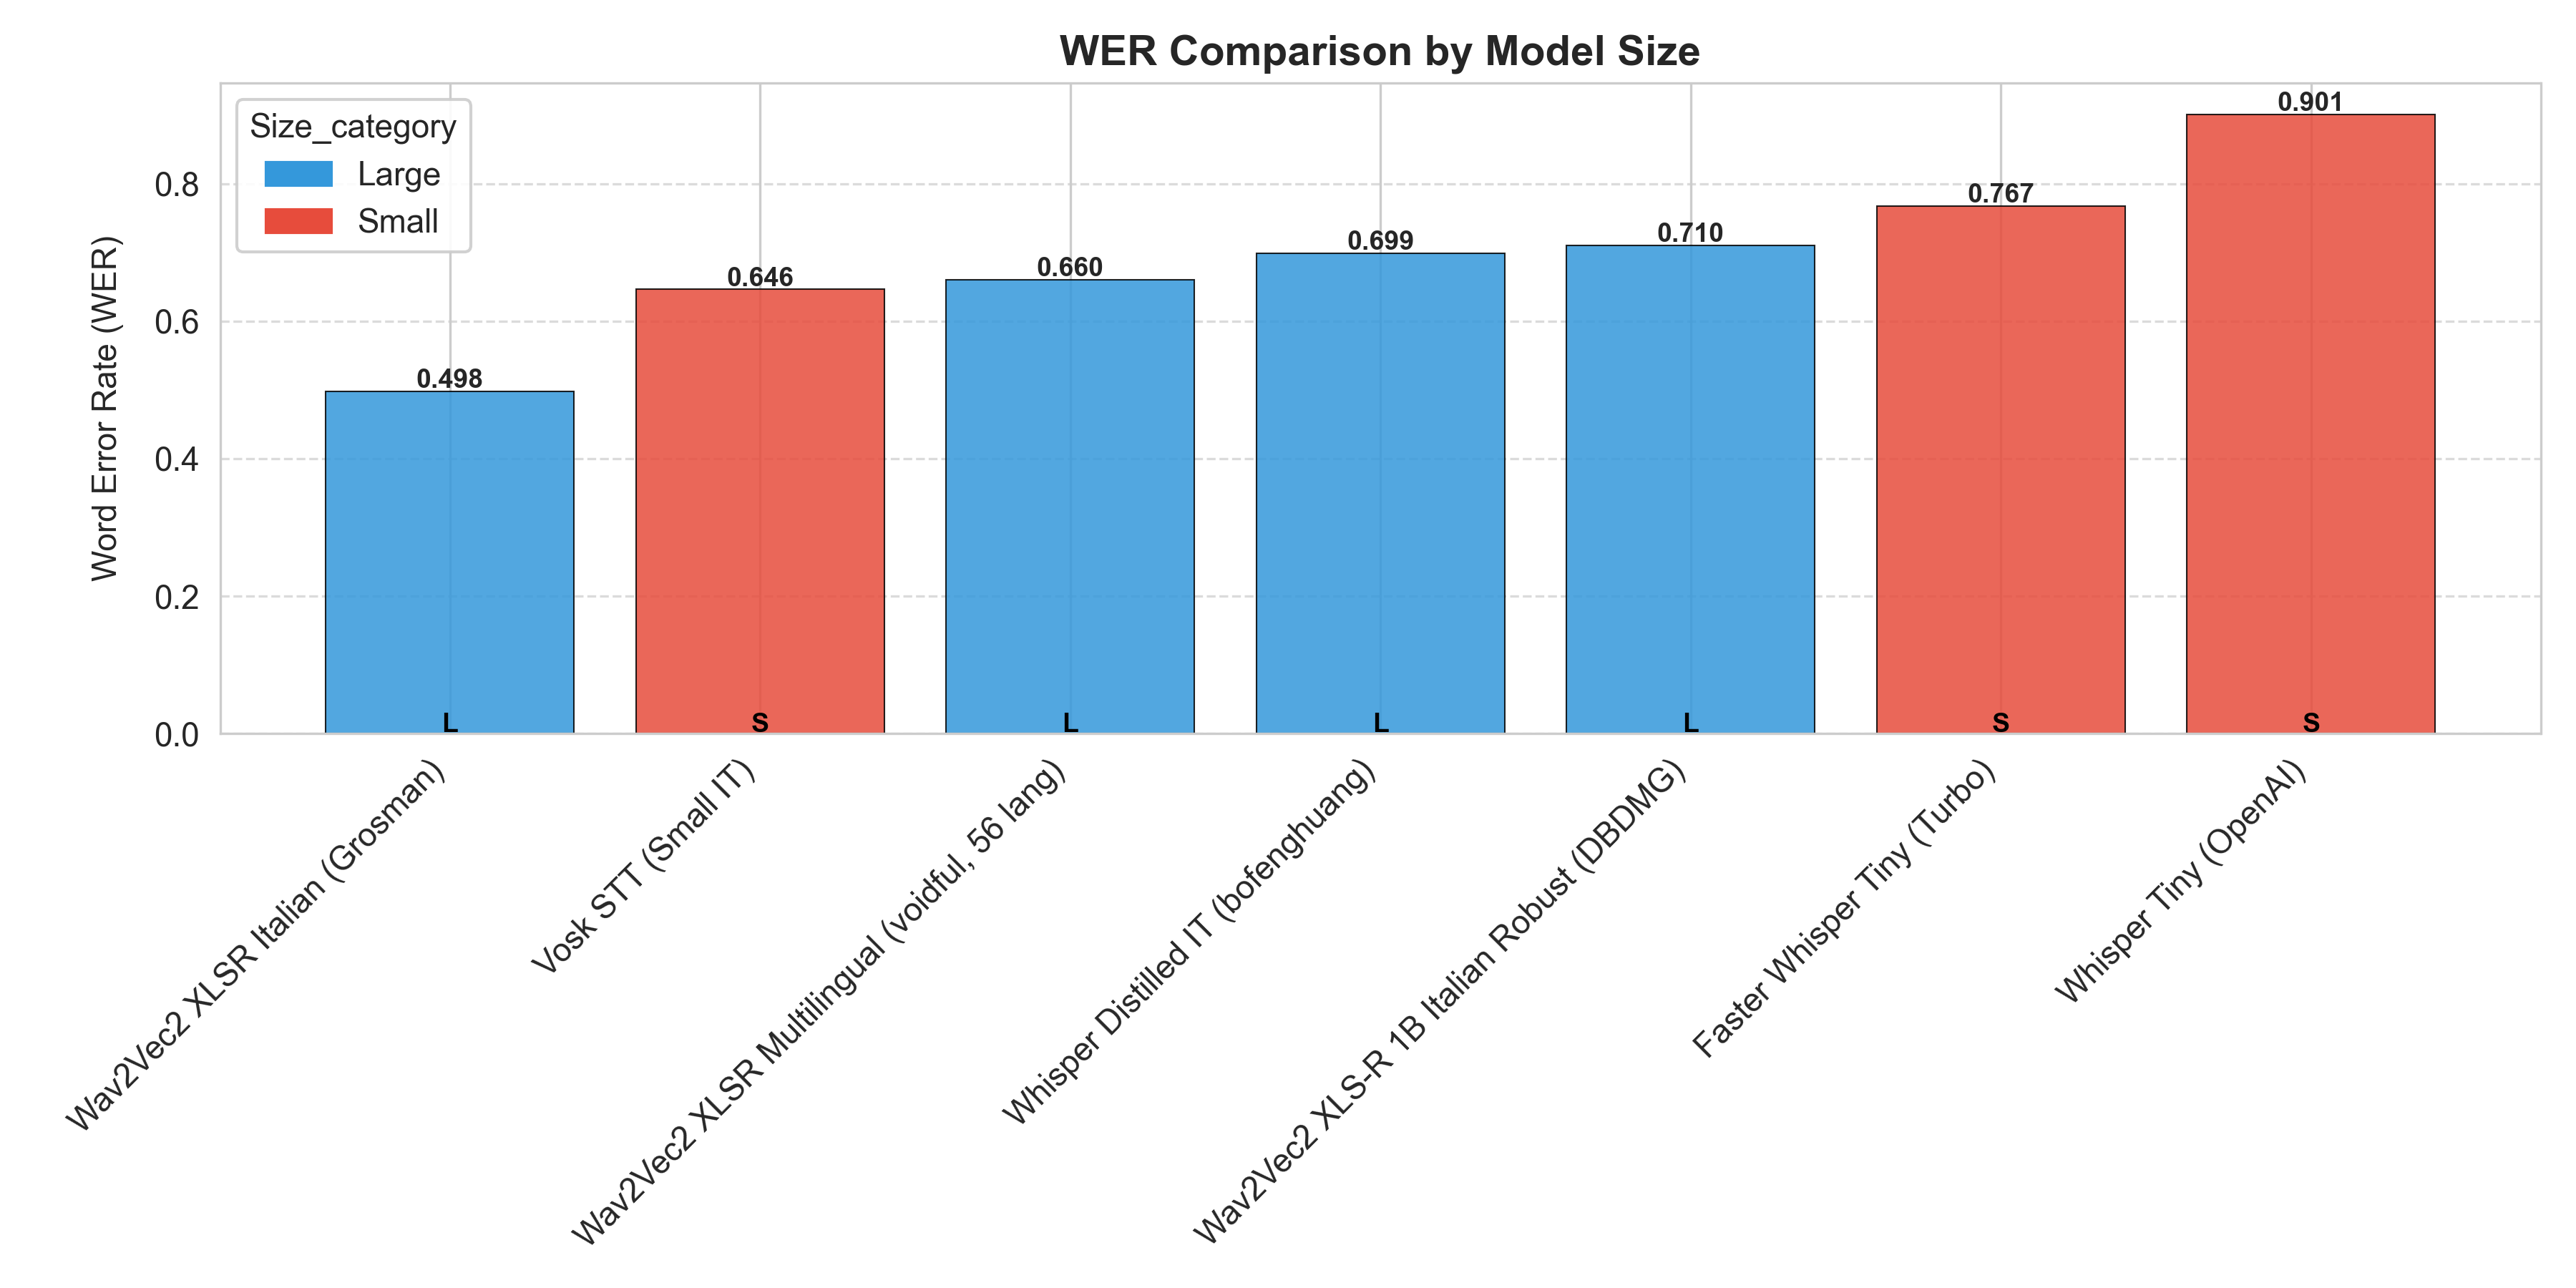 WER Comparison by Model Size
Size_category
Large
Small
Word Error Rate (WER)
0.8
0.6
0.4
0.2
0.0
0.498
0.646
0.660
0.699
0.710
0.767
0.901
L
S
L
L
L
S
S
Wav2Vec2 XLSR Italian (Grosman)
Vosk STT (Small IT)
Wav2Vec2 XLSR Multilingual (voidful, 56 lang)
Whisper Distilled IT (bofenghuang)
Wav2Vec2 XLS-R 1B Italian Robust (DBDMG)
Faster Whisper Tiny (Turbo)
Whisper Tiny (OpenAI)